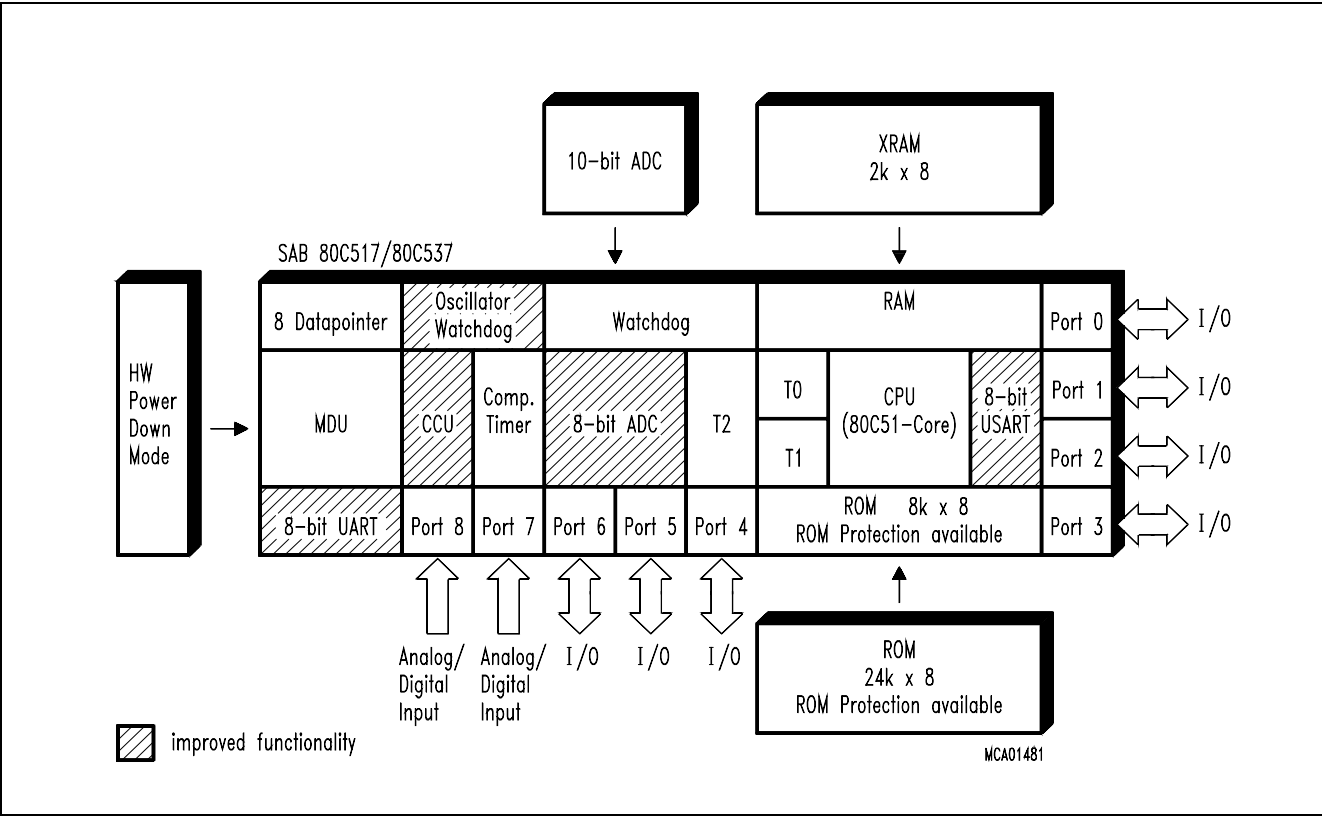 10-bit ADC
XRAM
2k x 8
SAB 80C517/80C537
HW
Power
Down
Mode
8 Datapointer
Oscillator
Watchdog
Watchdog
RAM
Port 0
I/O
MDU
CCU
Comp.
Timer
8-bit ADC
T2
T0
T1
CPU
(80C51-Core)
8-bit
USART
Port 1
I/O
Port 2
I/O
8-bit UART
Port 8
Port 7
Port 6
Port 5
Port 4
ROM 8k x 8
ROM Protection available
Port 3
I/O
Analog/
Digital
Input
Analog/
Digital
Input
I/O
I/O
I/O
ROM
24k x 8
ROM Protection available
improved functionality
MCA01481